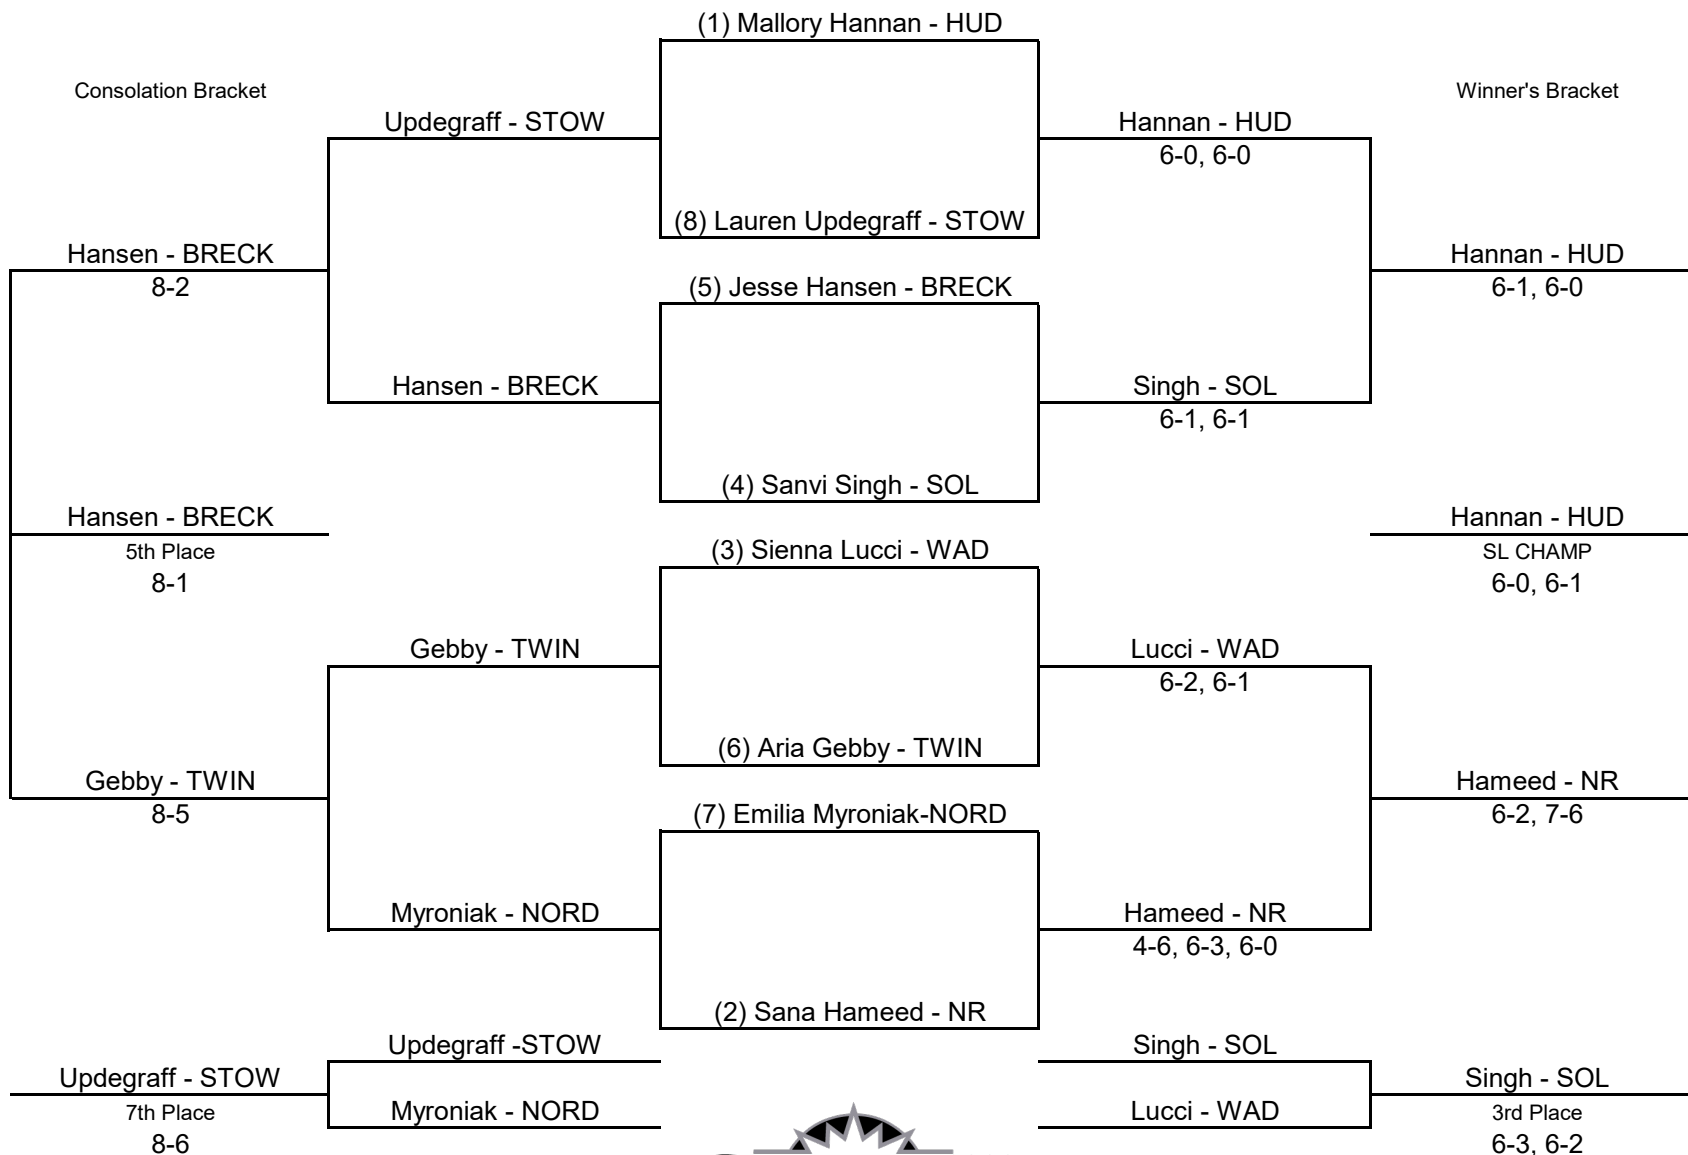 (1) Mallory Hannan - HUD
Consolation Bracket
Winner's Bracket
Updegraff - STOW
Hannan - HUD
6-0, 6-0
(8) Lauren Updegraff - STOW
Hansen - BRECK
8-2
Hannan - HUD
6-1, 6-0
(5) Jesse Hansen - BRECK
Hansen - BRECK
Singh - SOL
6-1, 6-1
(4) Sanvi Singh - SOL
Hansen - BRECK
5th Place
8-1
Hannan - HUD
SL CHAMP
6-0, 6-1
(3) Sienna Lucci - WAD
Gebby - TWIN
Lucci - WAD
6-2, 6-1
(6) Aria Gebby - TWIN
Gebby - TWIN
8-5
Hameed - NR
6-2, 7-6
(7) Emilia Myroniak-NORD
Myroniak - NORD
Hameed - NR
4-6, 6-3, 6-0
(2) Sana Hameed - NR
Updegraff -STOW
Singh - SOL
Updegraff - STOW
7th Place
8-6
Singh - SOL
3rd Place
6-3, 6-2
Myroniak - NORD
Lucci - WAD